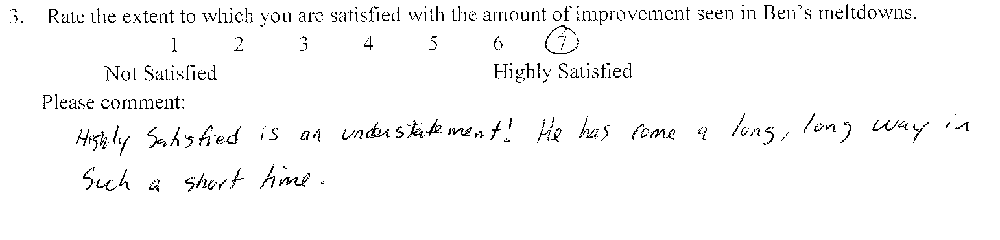 3. Rate the extent to which you are satisfied with the amount of improvement seen in Ben's meltdowns.
1 2 3 4 5 6 7
Not Satisfied Highly Satisfied
Please comment:
Highly Satisfied is an understatement! He has come a long, long way in
Such a short time.